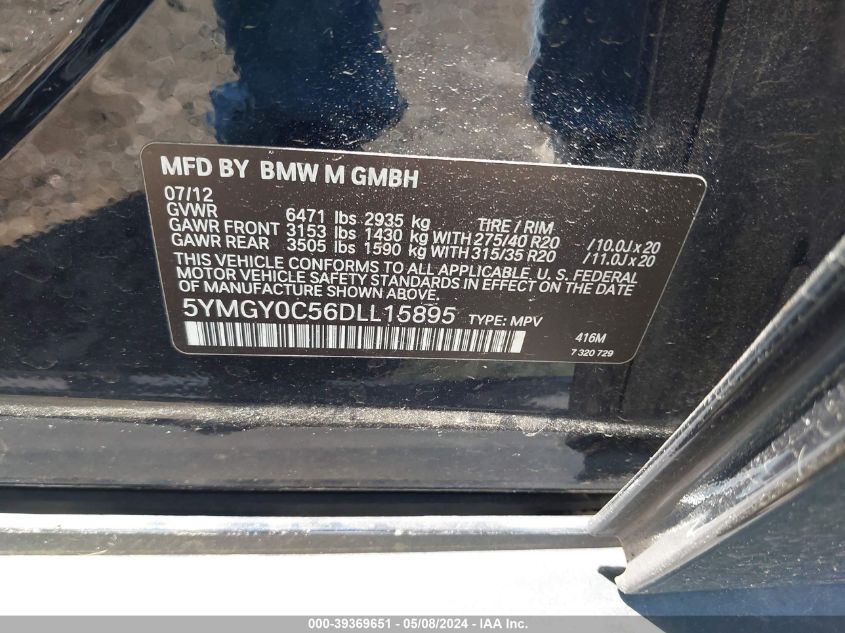 MFD BY BMW M GMBH
07/12
GVWR 6471 lbs 2935 kg TIRE / RIM
GAWR FRONT 3153 lbs 1430 kg WITH 275/40 R20 / 10.0J x 20
GAWR REAR 3505 lbs 1590 kg WITH 315/35 R20 / 11.0J x 20
THIS VEHICLE CONFORMS TO ALL APPLICABLE, U. S. FEDERAL
MOTOR VEHICLE SAFETY STANDARDS IN EFFECT ON THE DATE
OF MANUFACTURE SHOWN ABOVE.
5YMGY0C56DLL15895 TYPE: MPV
416M
7 320 729
000-39369651 - 05/08/2024 - IAA Inc.